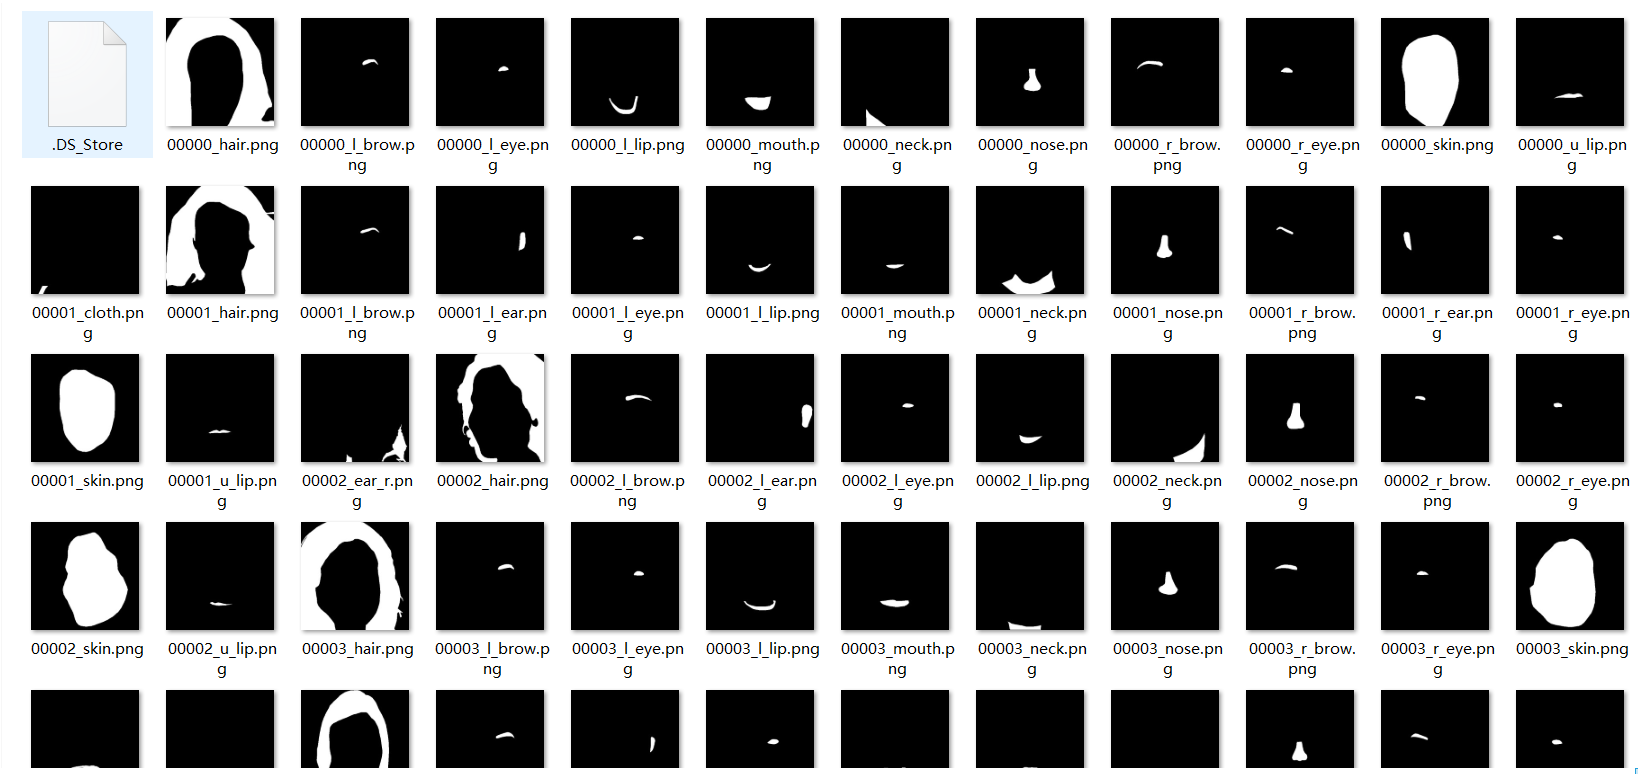 .DS_Store
00000_hair.png
00000_l_brow.p
ng
00000_l_eye.pn
g
00000_l_lip.png
00000_mouth.p
ng
00000_neck.pn
g
00000_nose.pn
g
00000_r_brow.
png
00000_r_eye.pn
g
00000_skin.png
00000_u_lip.pn
g
00001_cloth.pn
g
00001_hair.png
00001_l_brow.p
ng
00001_l_ear.pn
g
00001_l_eye.pn
g
00001_l_lip.png
00001_mouth.p
ng
00001_neck.pn
g
00001_nose.pn
g
00001_r_brow.
png
00001_r_ear.pn
g
00001_r_eye.pn
g
00001_skin.png
00001_u_lip.pn
g
00002_ear_r.pn
g
00002_hair.png
00002_l_brow.p
ng
00002_l_ear.pn
g
00002_l_eye.pn
g
00002_l_lip.png
00002_neck.pn
g
00002_nose.pn
g
00002_r_brow.
png
00002_r_eye.pn
g
00002_skin.png
00002_u_lip.pn
g
00003_hair.png
00003_l_brow.p
ng
00003_l_eye.pn
g
00003_l_lip.png
00003_mouth.p
ng
00003_neck.pn
g
00003_nose.pn
g
00003_r_brow.
png
00003_r_eye.pn
g
00003_skin.png